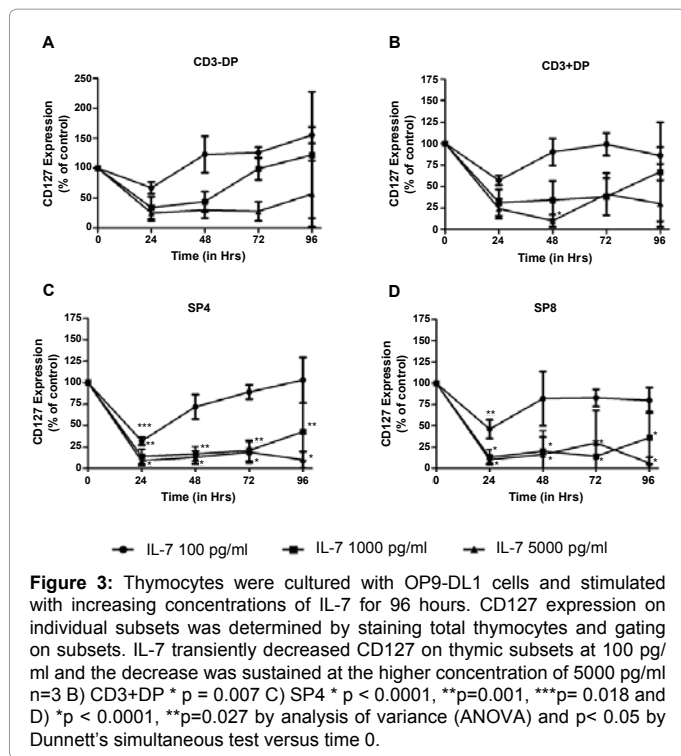 A
CD3-DP
CD127 Expression
(% of control)
250
200
150
100
50
0
0 24 48 72 96
Time (in Hrs)
B
CD3+DP
CD127 Expression
(% of control)
175
150
125
100
75
50
25
0
0 24 48 72 96
*
Time (in Hrs)
C
SP4
CD127 Expression
(% of control)
175
150
125
100
75
50
25
0
0 24 48 72 96
*** ** * ** * ** * ** *
Time (in Hrs)
D
SP8
CD127 Expression
(% of control)
175
150
125
100
75
50
25
0
0 24 48 72 96
** * * * * * * * *
Time (in Hrs)
IL-7 100 pg/ml IL-7 1000 pg/ml IL-7 5000 pg/ml
Figure 3: Thymocytes were cultured with OP9-DL1 cells and stimulated
with increasing concentrations of IL-7 for 96 hours. CD127 expression on
individual subsets was determined by staining total thymocytes and gating
on subsets. IL-7 transiently decreased CD127 on thymic subsets at 100 pg/
ml and the decrease was sustained at the higher concentration of 5000 pg/ml
n=3 B) CD3+DP * p = 0.007 C) SP4 * p < 0.0001, **p=0.001, ***p= 0.018 and
D) *p < 0.0001, **p=0.027 by analysis of variance (ANOVA) and p< 0.05 by
Dunnett's simultaneous test versus time 0.